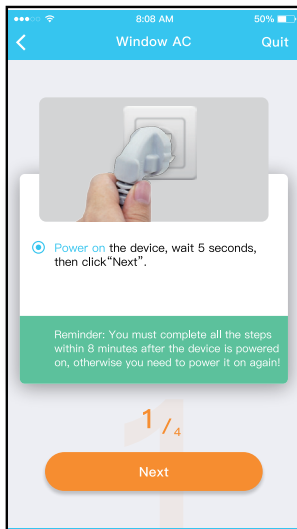 8:08 AM
50%
Window AC
Quit
Power on the device, wait 5 seconds,
then click“Next”.
Reminder: You must complete all the steps
within 8 minutes after the device is powered
on, otherwise you need to power it on again!
1/4
Next